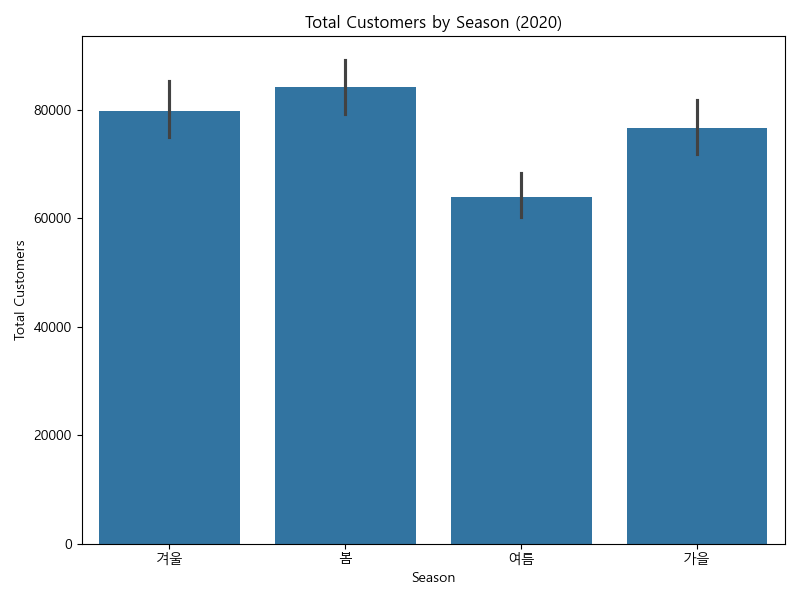 Total Customers by Season (2020)
Total Customers
80000
60000
40000
20000
0
겨울 봄 여름 가을
Season